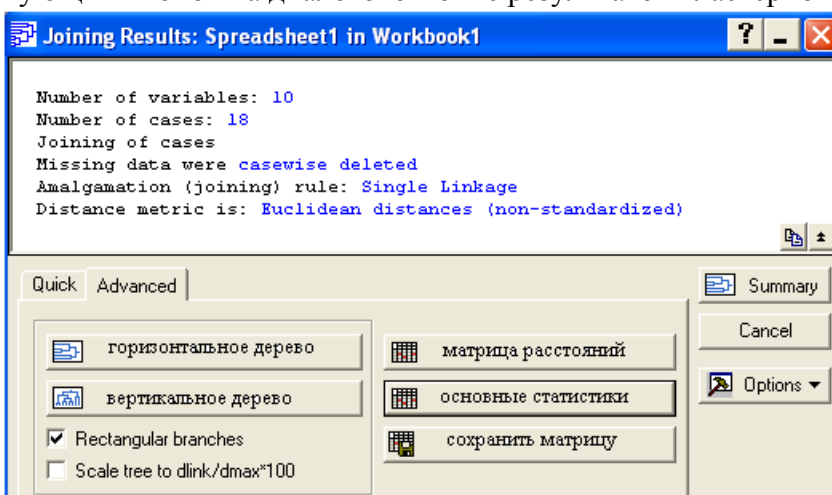 Joining Results: Spreadsheet1 in Workbook1
Number of variables: 10
Number of cases: 18
Joining of cases
Missing data were casewise deleted
Amalgamation (joining) rule: Single Linkage
Distance metric is: Euclidean distances (non-standardized)
Quick Advanced
Summary
Cancel
Options
горизонтальное дерево
матрица расстояний
вертикальное дерево
основные статистики
Rectangular branches
сохранить матрицу
Scale tree to dlink/dmax*100